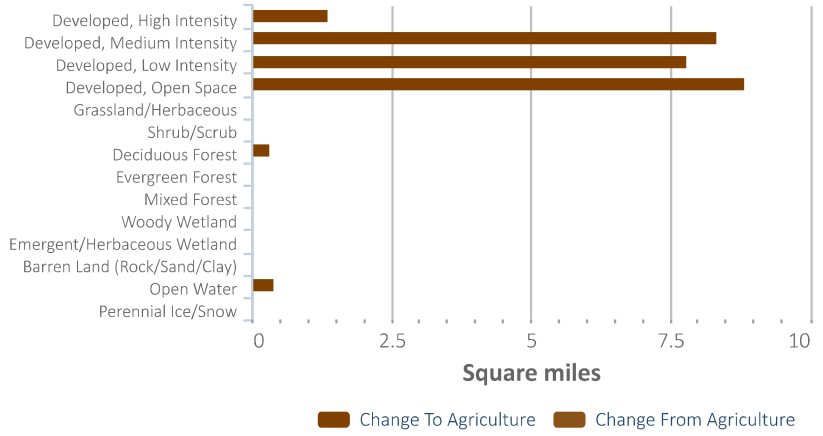 Developed, High Intensity
Developed, Medium Intensity
Developed, Low Intensity
Developed, Open Space
Grassland/Herbaceous
Shrub/Scrub
Deciduous Forest
Evergreen Forest
Mixed Forest
Woody Wetland
Emergent/Herbaceous Wetland
Barren Land (Rock/Sand/Clay)
Open Water
Perennial Ice/Snow
0 2.5 5 7.5 10
Square miles
Change To Agriculture Change From Agriculture